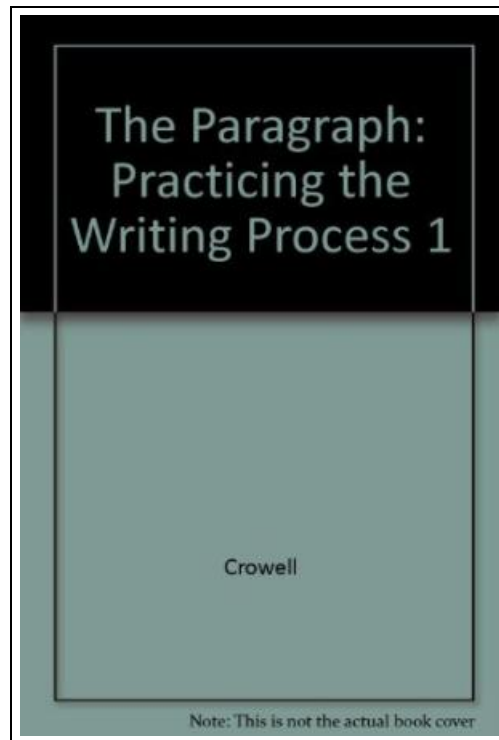 The Paragraph:
Practicing the
Writing Process 1
Crowell
Note: This is not the actual book cover